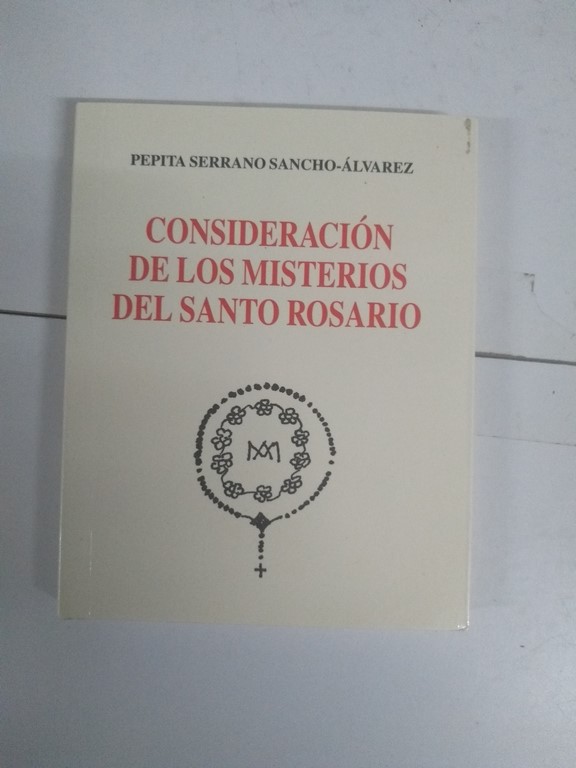 PEPITA SERRANO SANCHO-ÁLVAREZ
CONSIDERACIÓN
DE LOS MISTERIOS
DEL SANTO ROSARIO